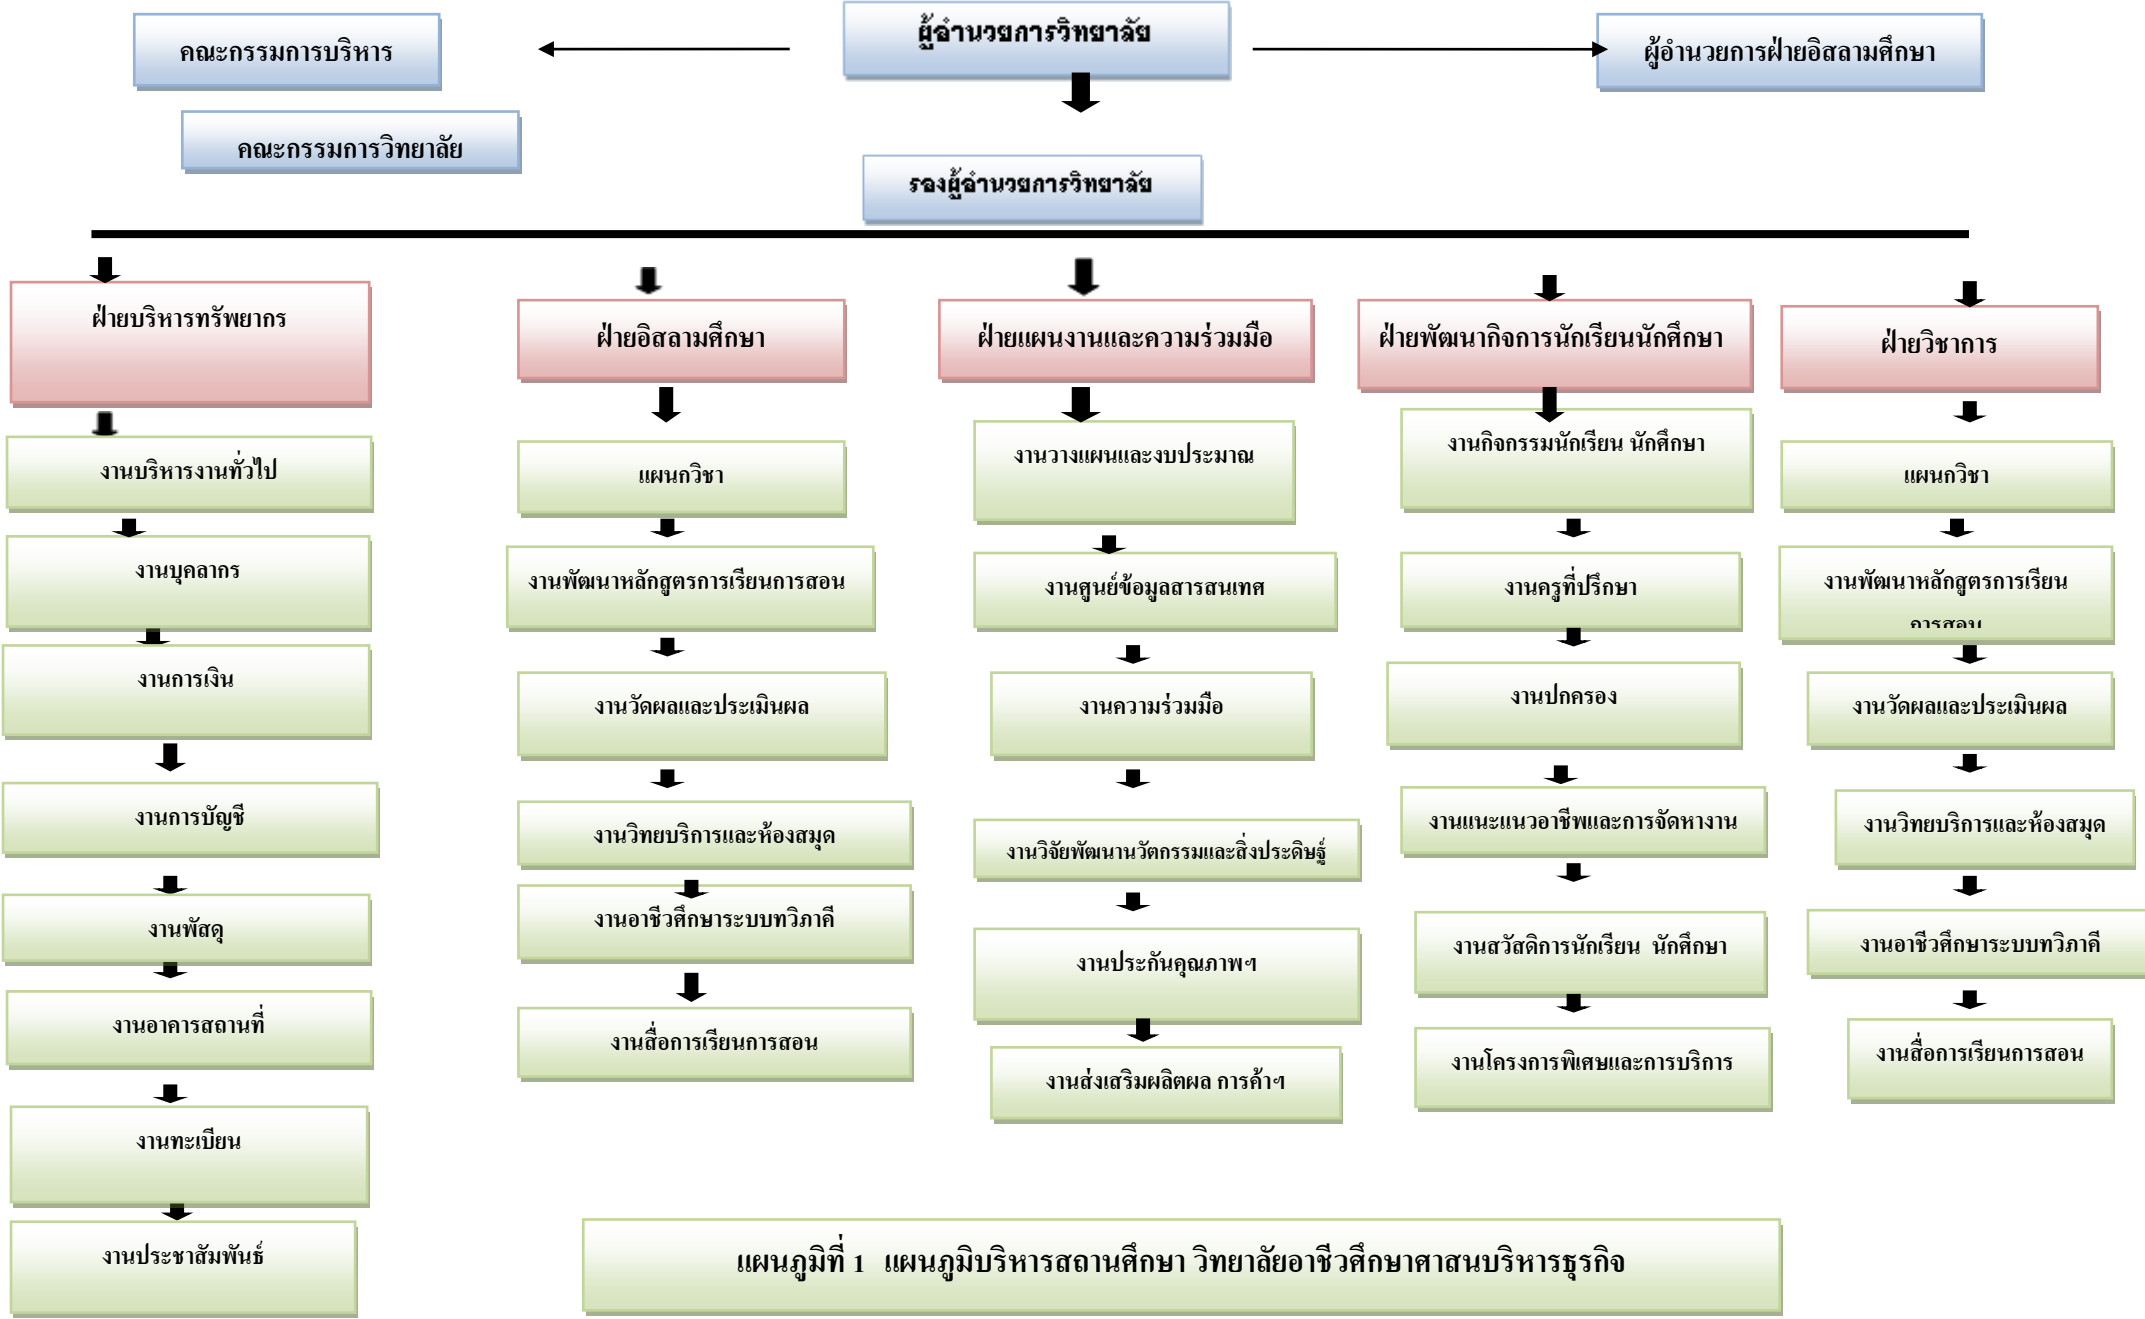 ผู้อำนวยการวิทยาลัย
คณะกรรมการบริหาร
ผู้อำนวยการฝ่ายอิสลามศึกษา
คณะกรรมการวิทยาลัย
รองผู้อำนวยการวิทยาลัย
ฝ่ายบริหารทรัพยากร
งานบริหารงานทั่วไป
งานบุคลากร
งานการเงิน
งานการบัญชี
งานพัสดุ
งานอาคารสถานที่
งานทะเบียน
งานประชาสัมพันธ์
ฝ่ายอิสลามศึกษา
แผนกวิชา
งานพัฒนาหลักสูตรการเรียนการสอน
งานวัดผลและประเมินผล
งานวิทยบริการและห้องสมุด
งานอาชีวศึกษาระบบทวิภาคี
งานสื่อการเรียนการสอน
ฝ่ายแผนงานและความร่วมมือ
งานวางแผนและงบประมาณ
งานศูนย์ข้อมูลสารสนเทศ
งานความร่วมมือ
งานวิจัยพัฒนานวัตกรรมและสิ่งประดิษฐ์
งานประกันคุณภาพฯ
งานส่งเสริมผลิตผล การค้าฯ
ฝ่ายพัฒนากิจการนักเรียนนักศึกษา
งานกิจกรรมนักเรียน นักศึกษา
งานครูที่ปรึกษา
งานปกครอง
งานแนะแนวอาชีพและการจัดหางาน
งานสวัสดิการนักเรียน นักศึกษา
งานโครงการพิเศษและการบริการ
ฝ่ายวิชาการ
แผนกวิชา
งานพัฒนาหลักสูตรการเรียน
การสอน
งานวัดผลและประเมินผล
งานวิทยบริการและห้องสมุด
งานอาชีวศึกษาระบบทวิภาคี
งานสื่อการเรียนการสอน
แผนภูมิที่ 1 แผนภูมิบริหารสถานศึกษา วิทยาลัยอาชีวศึกษาศาสนบริหารธุรกิจ